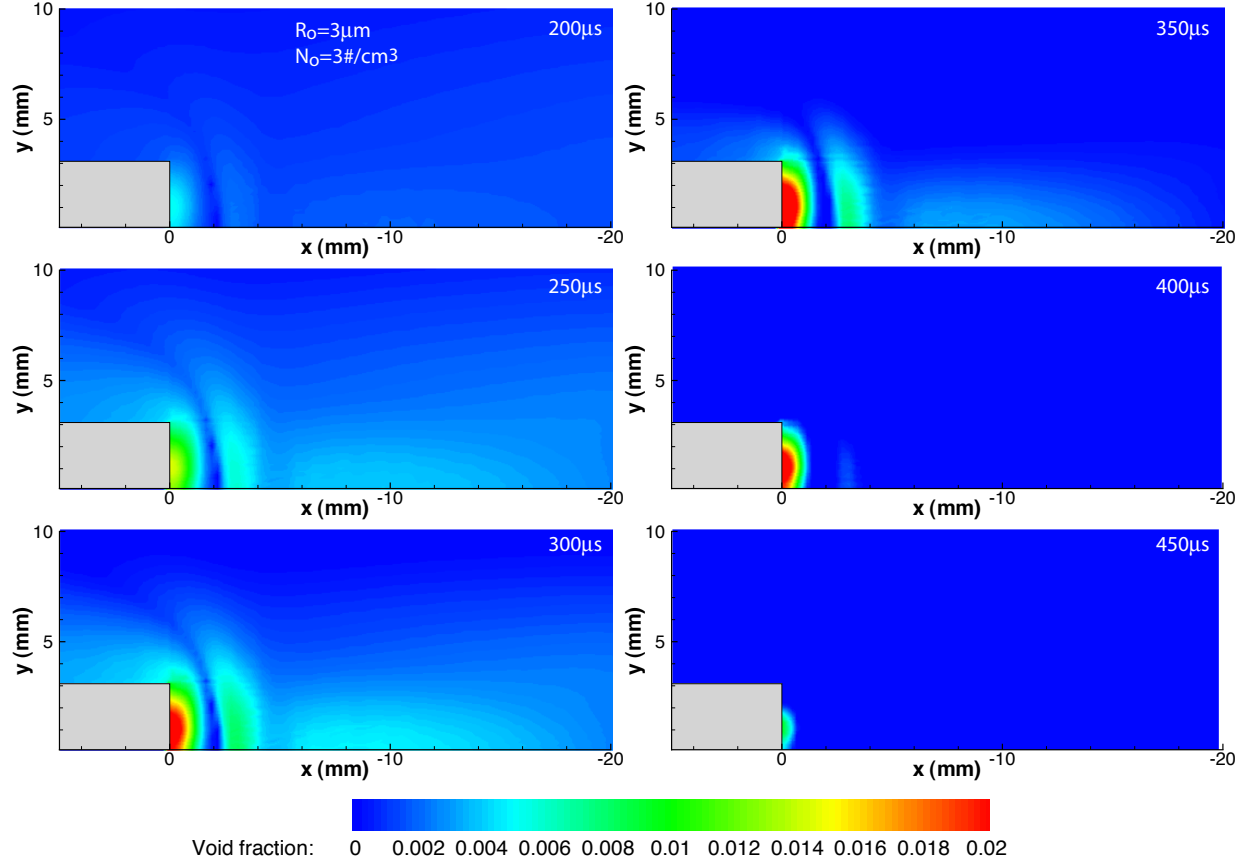 10
R₀=3μm
200μs
N₀=3#/cm³
y (mm)
5
0
-10
-20
x (mm)
10
350μs
y (mm)
5
0
-10
-20
x (mm)
10
250μs
y (mm)
5
0
-10
-20
x (mm)
10
400μs
y (mm)
5
0
-10
-20
x (mm)
10
300μs
y (mm)
5
0
-10
-20
x (mm)
10
450μs
y (mm)
5
0
-10
-20
x (mm)
Void fraction: 0 0.002 0.004 0.006 0.008 0.01 0.012 0.014 0.016 0.018 0.02